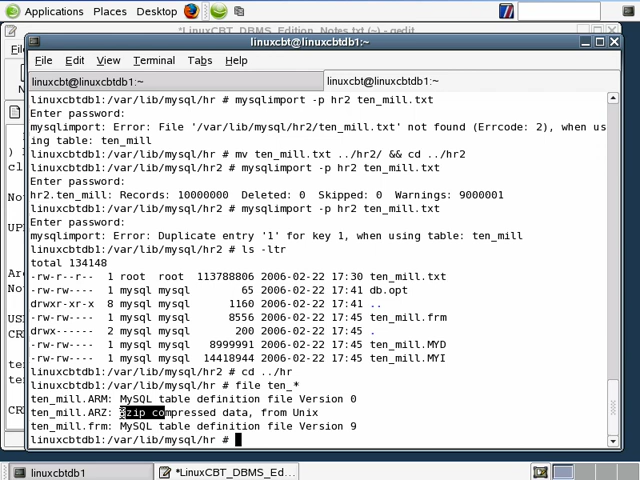 Applications Places Desktop
*LinuxCBT_DBMS_Edition_Notes.txt (~) - gedit
linuxcbt@linuxcbtdb1:~
File Edit View Terminal Tabs Help
linuxcbt@linuxcbtdb1:~ linuxcbt@linuxcbtdb1:~
linuxcbtdb1:/var/lib/mysql/hr # mysqlimport -p hr2 ten_mill.txt
Enter password:
mysqlimport: Error: File '/var/lib/mysql/hr2/ten_mill.txt' not found (Errcode: 2), when us
ing table: ten_mill
linuxcbtdb1:/var/lib/mysql/hr # mv ten_mill.txt ../hr2/ && cd ../hr2
linuxcbtdb1:/var/lib/mysql/hr2 # mysqlimport -p hr2 ten_mill.txt
Enter password:
hr2.ten_mill: Records: 10000000  Deleted: 0  Skipped: 0  Warnings: 9000001
linuxcbtdb1:/var/lib/mysql/hr2 # mysqlimport -p hr2 ten_mill.txt
Enter password:
mysqlimport: Error: Duplicate entry '1' for key 1, when using table: ten_mill
linuxcbtdb1:/var/lib/mysql/hr2 # ls -ltr
total 134148
-rw-r--r--  1 root  root  113788806 2006-02-22 17:30 ten_mill.txt
-rw-rw----  1 mysql mysql        65 2006-02-22 17:41 db.opt
drwxr-xr-x  8 mysql mysql      1160 2006-02-22 17:41 ..
-rw-rw----  1 mysql mysql      8556 2006-02-22 17:45 ten_mill.frm
drwx------  2 mysql mysql       200 2006-02-22 17:45 .
-rw-rw----  1 mysql mysql   8999991 2006-02-22 17:45 ten_mill.MYD
-rw-rw----  1 mysql mysql  14418944 2006-02-22 17:45 ten_mill.MYI
linuxcbtdb1:/var/lib/mysql/hr2 # cd ../hr
linuxcbtdb1:/var/lib/mysql/hr # file ten_*
ten_mill.ARM: MySQL table definition file Version 0
ten_mill.ARZ: gzip compressed data, from Unix
ten_mill.frm: MySQL table definition file Version 9
linuxcbtdb1:/var/lib/mysql/hr #
linuxcbtdb1 *LinuxCBT_DBMS_Ed...